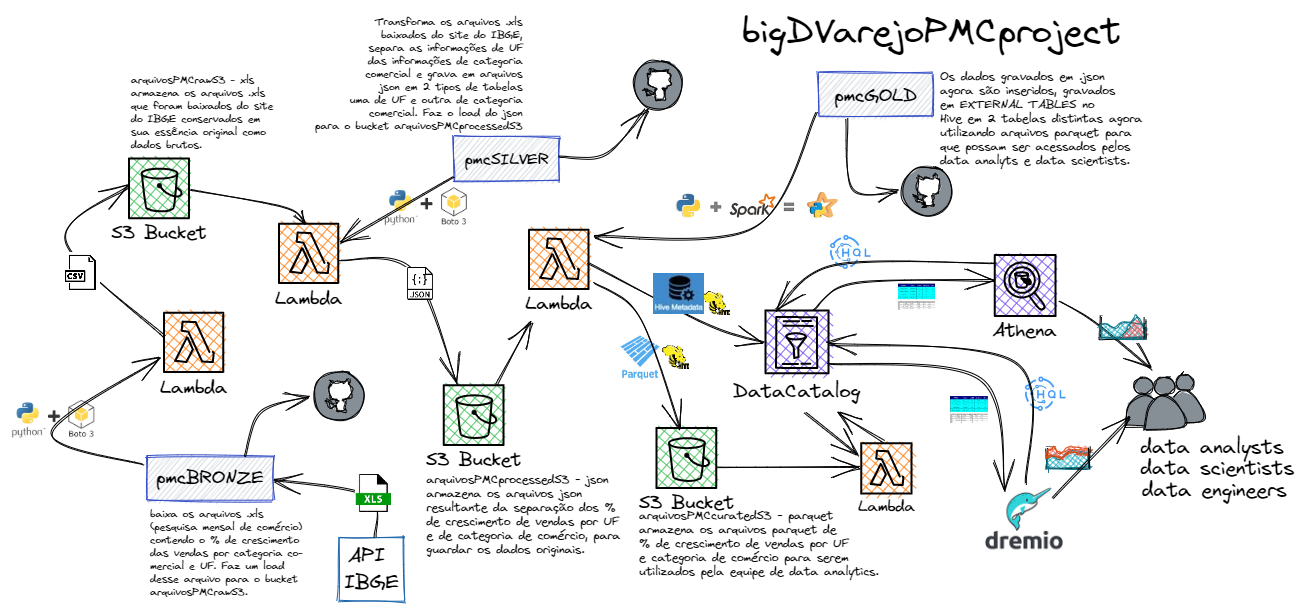 bigDVarejoPMCproject
Transforma os arquivos .xls
baixados do site do IBGE,
separa as informações de UF
das informações de categoria
comercial e grava em arquivos
json em 2 tipos de tabelas
uma de UF e outra de categoria
comercial. Faz o load do json
para o bucket arquivosPMCprocessedS3
pmcSILVER
arquivosPMCrawS3 - xls
armazena os arquivos .xls
que foram baixados do site
do IBGE conservados em
sua essência original como
dados brutos.
S3 Bucket
pmcGOLD
Os dados gravados em json
agora são inseridos, gravados
em EXTERNAL TABLES no
Hive em 2 tabelas distintas agora
utilizando arquivos parquet para
que possam ser acessados pelos
data analyts e data scientists.
python
+
Boto 3
+
Spark
=
Lambda
CSV
{;}
JSON
Lambda
Hive Metadata
HIVE
HQL
Athena
Lambda
Parquet
DataCatalog
HQL
python
+
Boto 3
pmcBRONZE
XLS
API
IBGE
baixa os arquivos .xls
(pesquisa mensal de comércio)
contendo o % de crescimento
das vendas por categoria co-
mercial e UF. Faz um load
desse arquivo para o bucket
arquivosPMCrawS3.
S3 Bucket
arquivosPMCprocessedS3 - json
armazena os arquivos json
resultante da separação dos %
de crescimento de vendas por UF
e de categoria de comércio, para
guardar os dados originais.
S3 Bucket
arquivosPMCcuratedS3 - parquet
armazena os arquivos parquet de
% de crescimento de vendas por UF
e categoria de comércio para serem
utilizados pela equipe de data analytics.
Lambda
dremio
data analysts
data scientists
data engineers